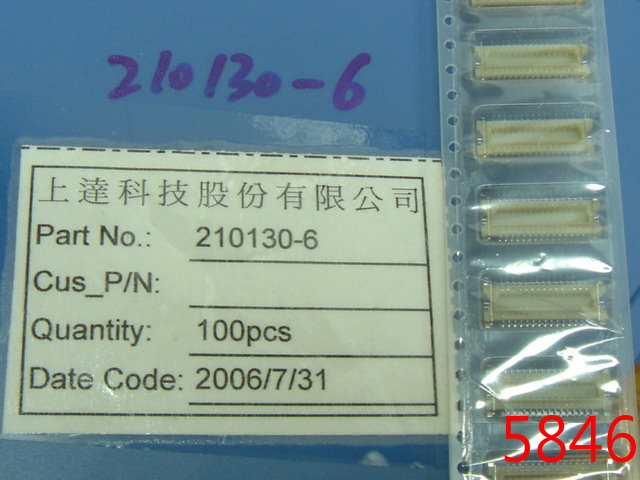 210130-6
上達科技股份有限公司
Part No.: 210130-6
Cus_P/N:
Quantity: 100pcs
Date Code: 2006/7/31
5846